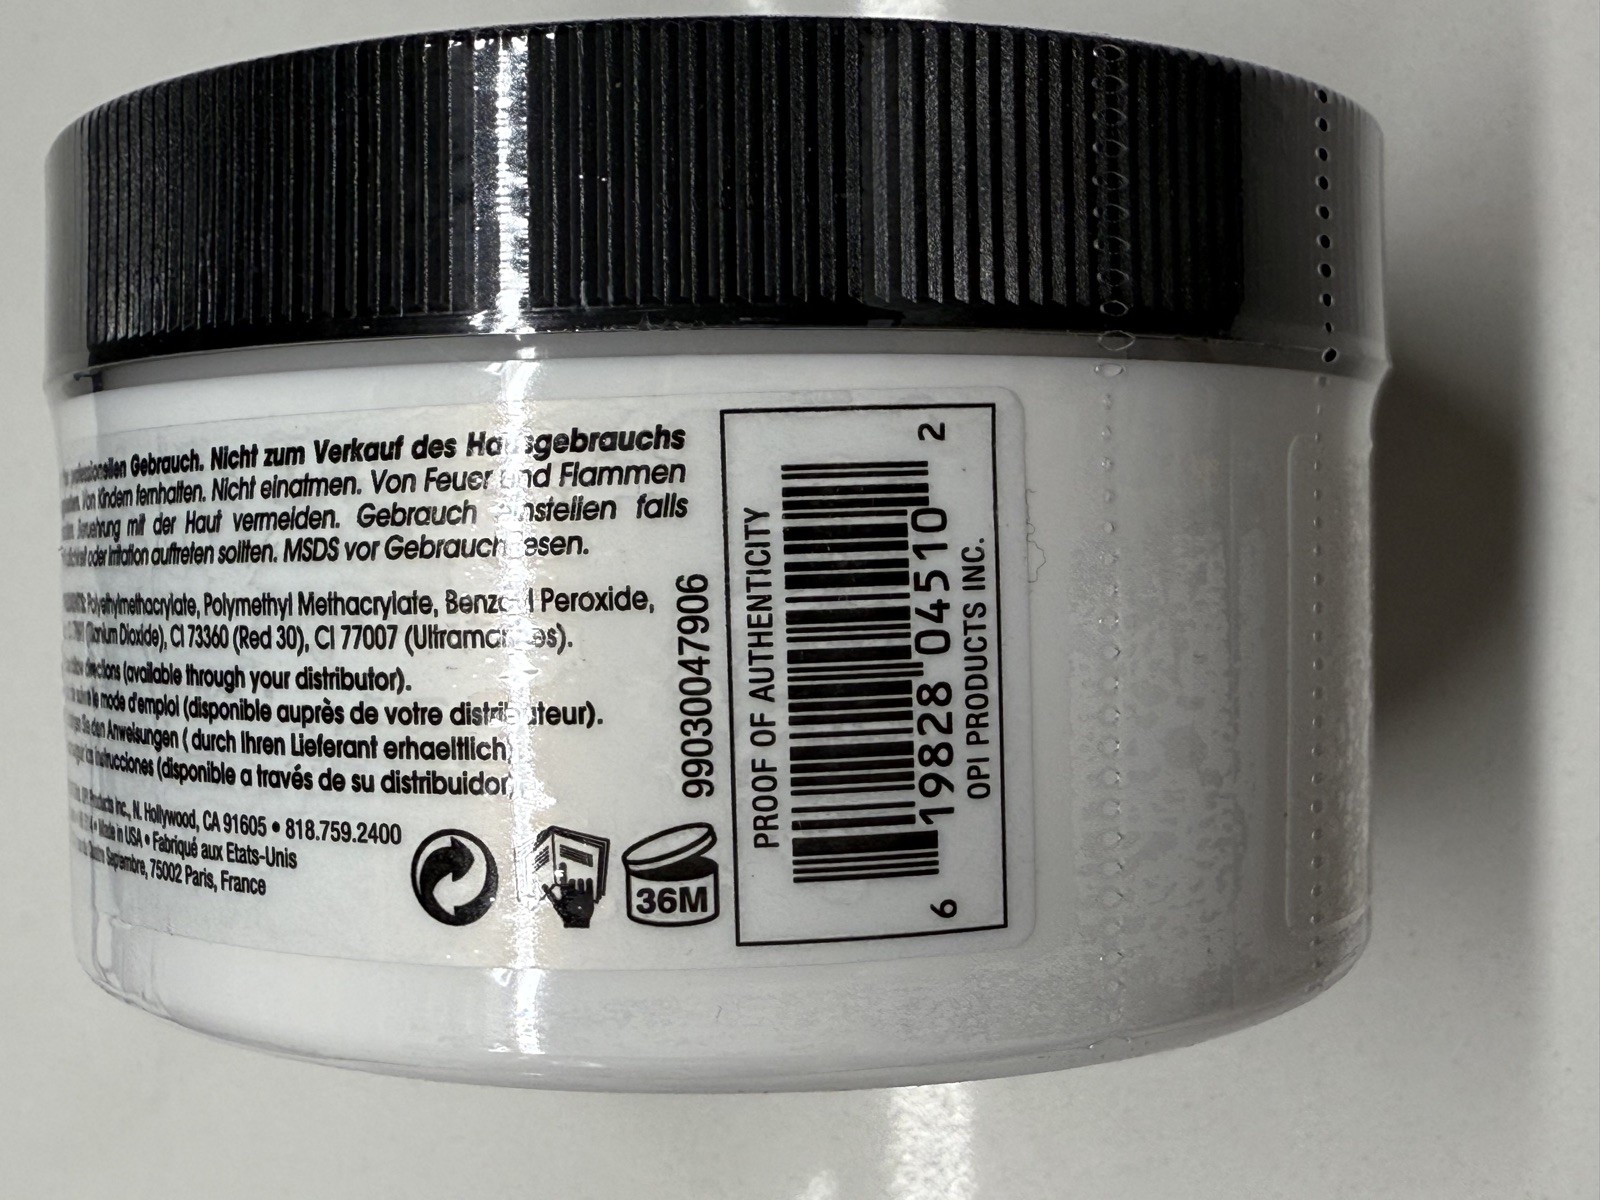 professionellen Gebrauch. Nicht zum Verkauf des Hausgebrauchs
Von Kindern fernhalten. Nicht einatmen. Von Feuer und Flammen
mit der Haut vermeiden. Gebrauch einstellen falls
oder Irritation auftreten sollten. MSDS vor Gebrauch lesen.
Polyethylmethacrylate, Polymethyl Methacrylate, Benzoyl Peroxide,
(Titanium Dioxide), CI 73360 (Red 30), CI 77007 (Ultramarines).
directions (available through your distributor).
le mode d'emploi (disponible auprès de votre distributeur).
den Anweisungen ( durch Ihren Lieferant erhaeltlich)
instrucciones (disponible a través de su distribuidor)
Products Inc., N. Hollywood, CA 91605 • 818.759.2400
• Made in USA • Fabriqué aux Etats-Unis
Septembre, 75002 Paris, France
36M
99030047906
PROOF OF AUTHENTICITY
6 19828 04510 2
OPI PRODUCTS INC.